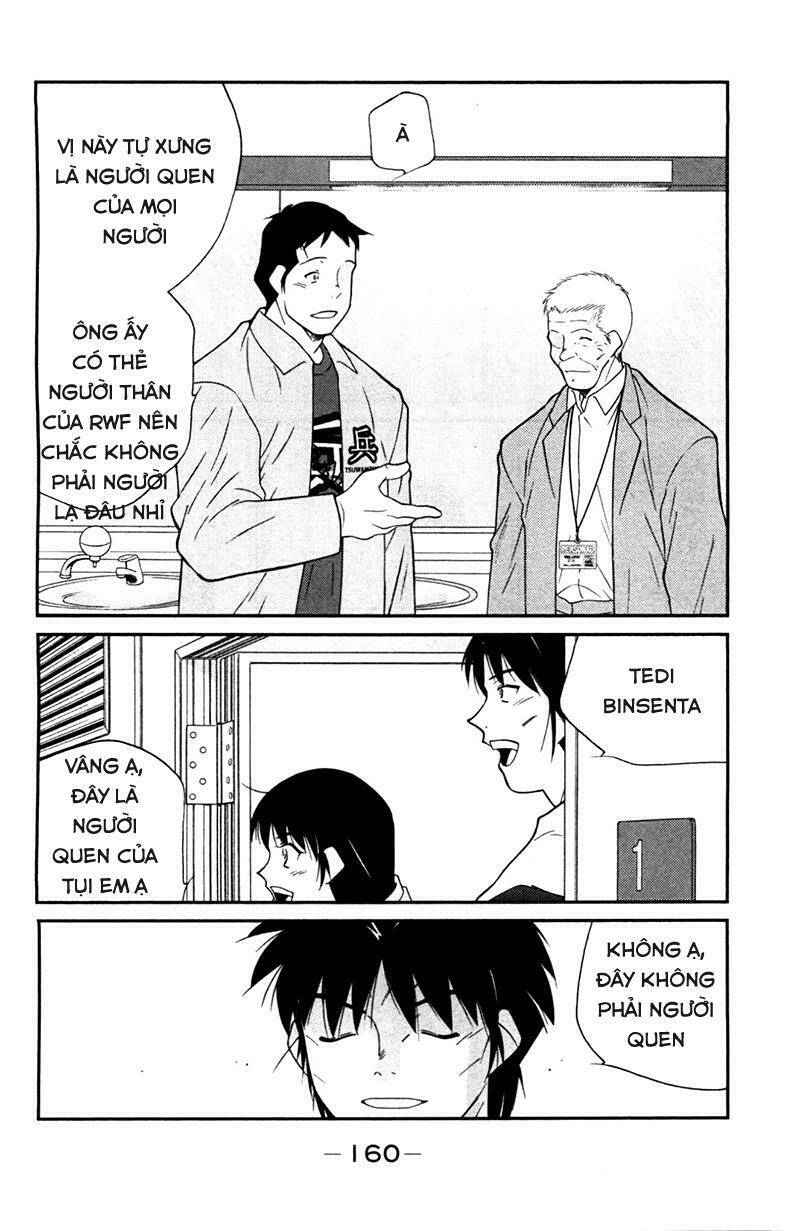 À
VỊ NÀY TỰ XƯNG
LÀ NGƯỜI QUEN
CỦA MỌI
NGƯỜI
ÔNG ẤY
CÓ THẺ
NGƯỜI THÂN
CỦA RWF NÊN
CHẮC KHÔNG
PHẢI NGƯỜI
LẠ ĐÂU NHỈ
兵
TEDI
BINSENTA
VÂNG Ạ,
ĐÂY LÀ
NGƯỜI
QUEN CỦA
TỤI EM Ạ
1
KHÔNG Ạ,
ĐÂY KHÔNG
PHẢI NGƯỜI
QUEN
－160－